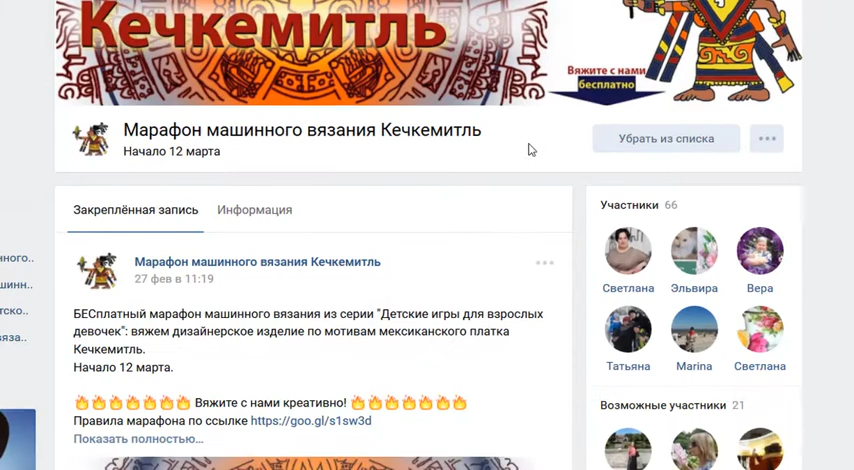 Кечкемитль
Вяжите с нами
бесплатно
Марафон машинного вязания Кечкемитль
Начало 12 марта
Убрать из списка
Закреплённая запись
Информация
Марафон машинного вязания Кечкемитль
27 фев в 11:19
БЕСплатный марафон машинного вязания из серии "Детские игры для взрослых
девочек": вяжем дизайнерское изделие по мотивам мексиканского платка
Кечкемитль.
Начало 12 марта.
Вяжите с нами креативно!
Правила марафона по ссылке https://goo.gl/s1sw3d
Показать полностью...
Участники 66
Светлана Эльвира Вера
Татьяна Marina Светлана
Возможные участники 21